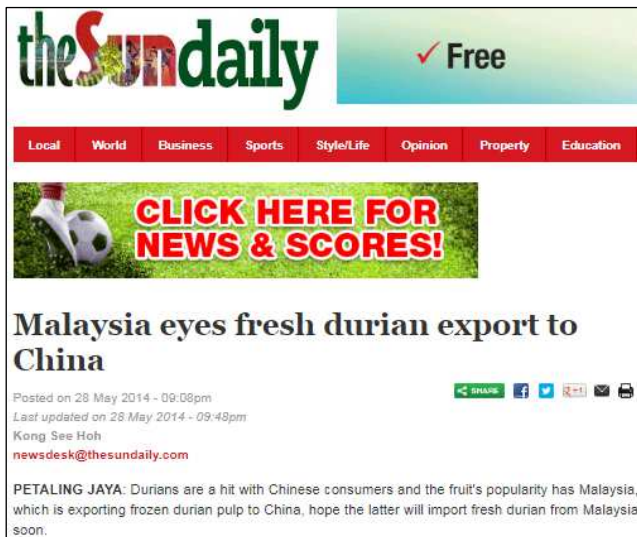 theSundaily
✓ Free
Local World Business Sports Style/Life Opinion Property Education
CLICK HERE FOR
NEWS & SCORES!
Malaysia eyes fresh durian export to
China
Posted on 28 May 2014 - 09:08pm
SHARE
Last updated on 28 May 2014 - 09:48pm
Kong See Hoh
newsdesk@thesundaily.com
PETALING JAYA: Durians are a hit with Chinese consumers and the fruit's popularity has Malaysia,
which is exporting frozen durian pulp to China, hope the latter will import fresh durian from Malaysia
soon.